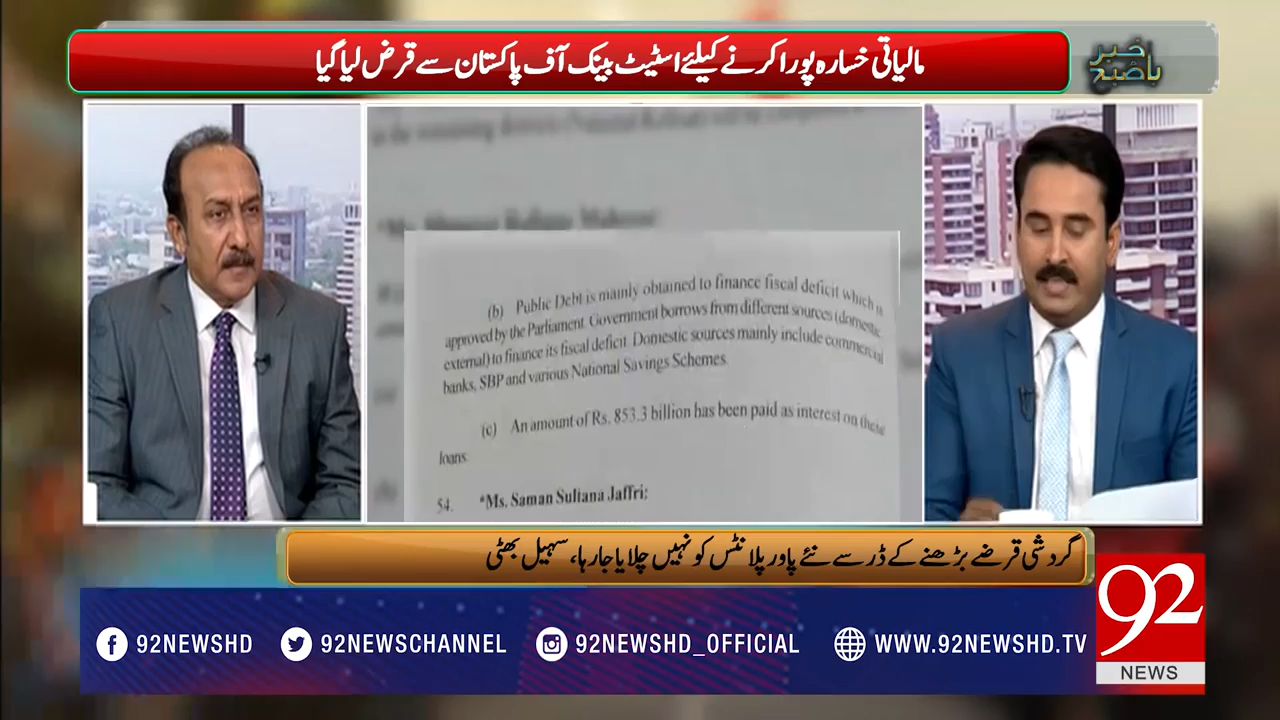 مالیاتی خسارہ پورا کرنے کیلئے اسٹیٹ بینک آف پاکستان سے قرض لیا گیا
خبر
باضبہ
(b) Public Debt is mainly obtained to finance fiscal deficit which is
approved by the Parliament. Government borrows from different sources (domestic,
external) to finance its fiscal deficit. Domestic sources mainly include commercial
banks, SBP and various National Savings Schemes.
(c) An amount of Rs. 853.3 billion has been paid as interest on these
loans.
54. *Ms. Saman Sultana Jaffri:
گردشی قرضے بڑھنے کے ڈر سے نئے پاور پلانٹس کو نہیں چلایا جا رہا، سہیل بھٹی
92NEWSHD 92NEWSCHANNEL 92NEWSHD_OFFICIAL WWW.92NEWSHD.TV
92
NEWS